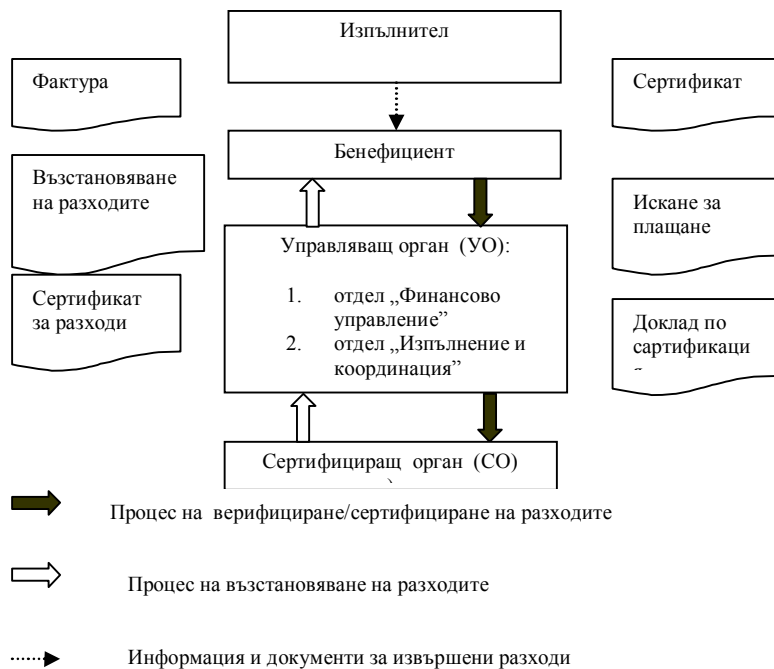 Изпълнител
Фактура
Сертификат
Бенефициент
Възстановяване
на разходите
Искане за
плащане
Управляващ орган (УО):
1. отдел „Финансово
управление”
2. отдел „Изпълнение и
координация”
Сертификат
за разходи
Доклад по
сартификаци
Сертифициращ орган (СО)
Процес на верифициране/сертифициране на разходите
Процес на възстановяване на разходите
Информация и документи за извършени разходи